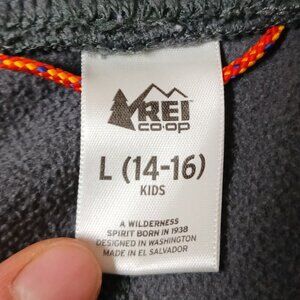 REI
CO·OP
L (14-16)
KIDS
A WILDERNESS
SPIRIT BORN IN 1938
DESIGNED IN WASHINGTON
MADE IN EL SALVADOR